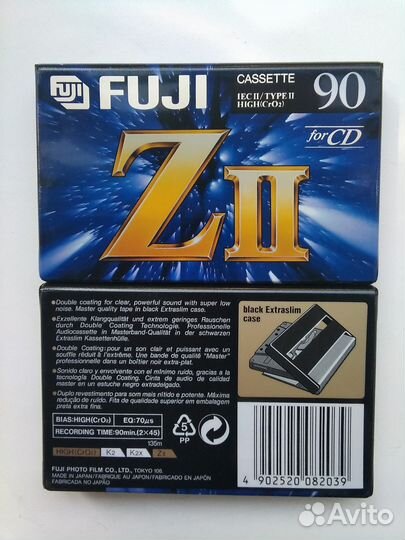 FUJI FUJI
CASSETTE
IEC II/TYPE II
HIGH(CrO₂)
90
for CD
ZII
•Double coating for clear, powerful sound with super low
noise. Master quality tape in black Extraslim case.
•Exzellente Klangqualität und extrem geringes Rauschen
durch Double Coating Technologie. Professionelle
Audiocassette in Masterband-Qualität in der schwarzen
Extraslim Kassettenhülle.
•Double Coating: pour un son clair et puissant avec un
souffle réduit à l'extrême. Une bande de qualité "Master"
professionnelle dans un boîtier noir extra-plat.
•Sonido claro y envolvente con el mínimo ruído, gracias a la
tecnología Double Coating. Cinta de audio de calidad
master en un estuche negro extradelgado.
•Duplo revestimento para som mais nítido e potente. Máxima
redução de ruído. Fita de qualidade superior em embalagem
preta extra fina.
BIAS:HIGH(CrO₂) EQ:70μs
RECORDING TIME:90min.(2×45)
135m
HIGH(CrO₂) K2 K2X ZII
FUJI PHOTO FILM CO., LTD., TOKYO 106.
MADE IN JAPAN/FABRIQUE AU JAPON/FABRICADO EN JAPÓN
FABRICADO NO JAPÃO
5
PP
black Extraslim
case
4 902520 082039
Avito